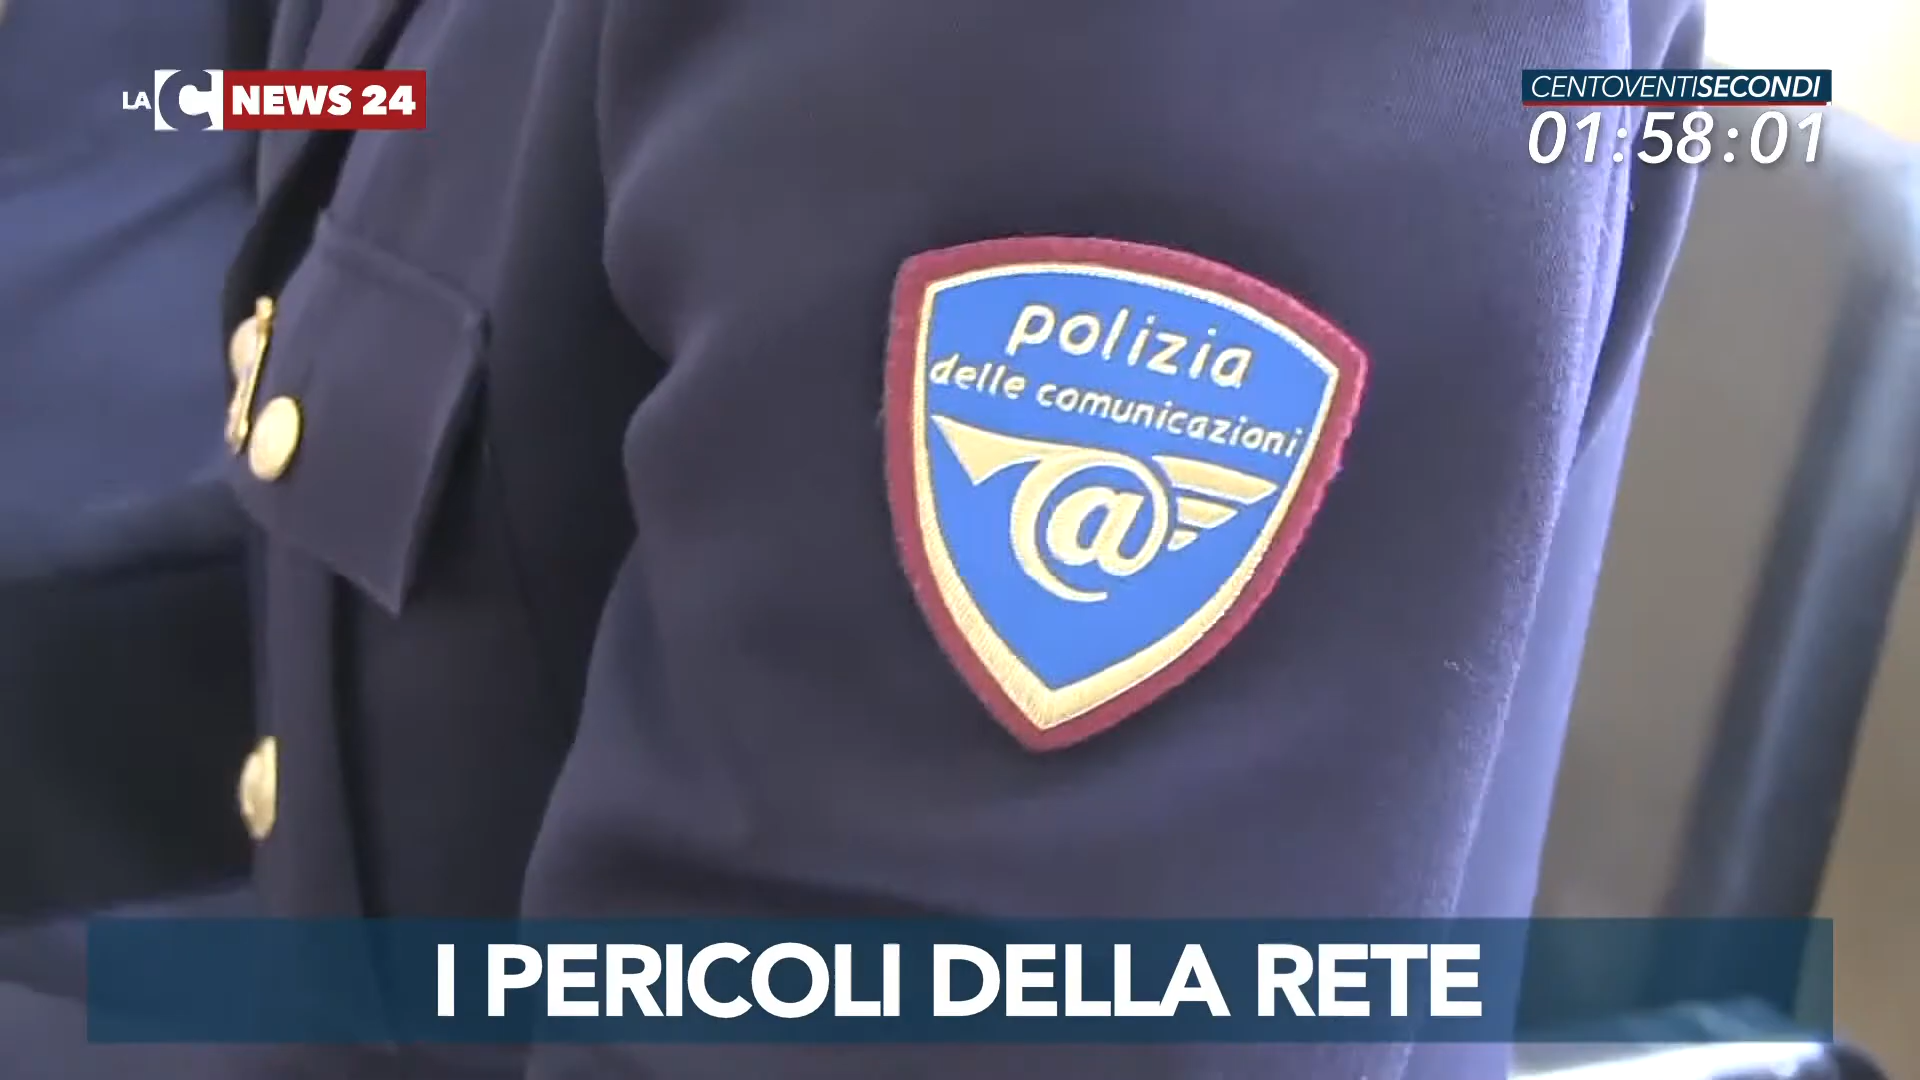 LA C NEWS 24
CENTOVENTISECONDI
01:58:01
polizia
delle comunicazioni
@
I PERICOLI DELLA RETE